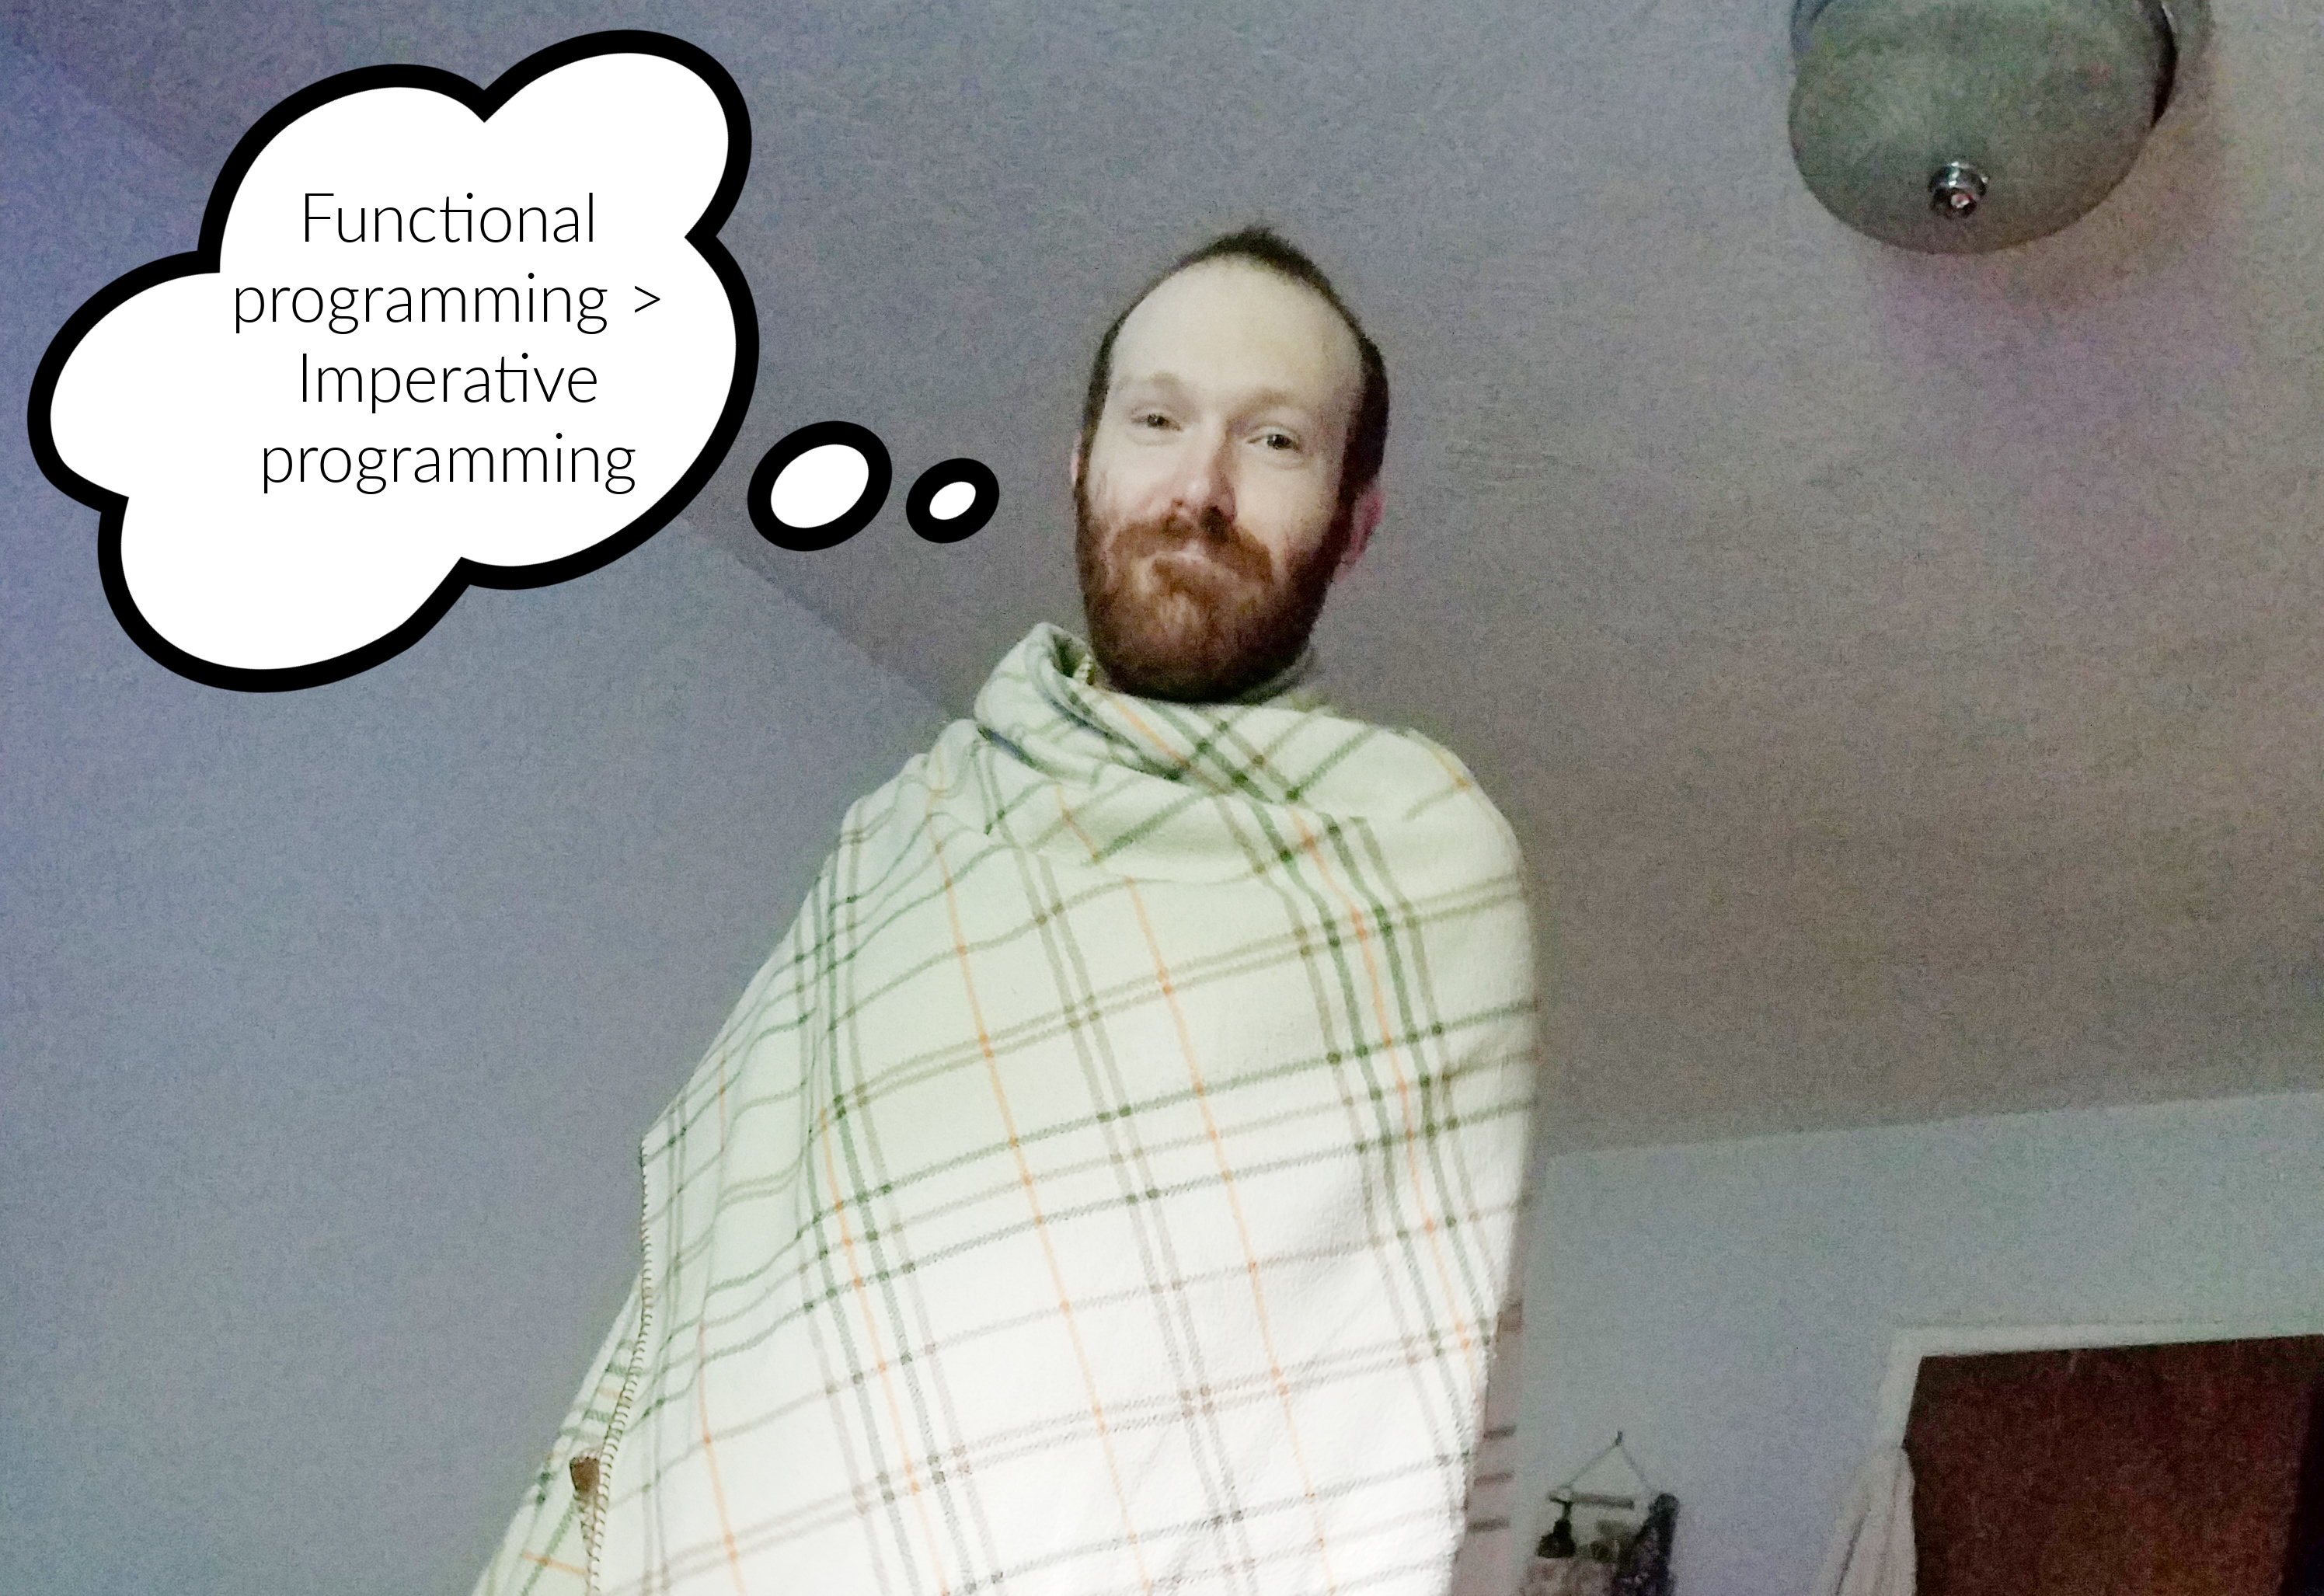 Functional
programming >
Imperative
programming